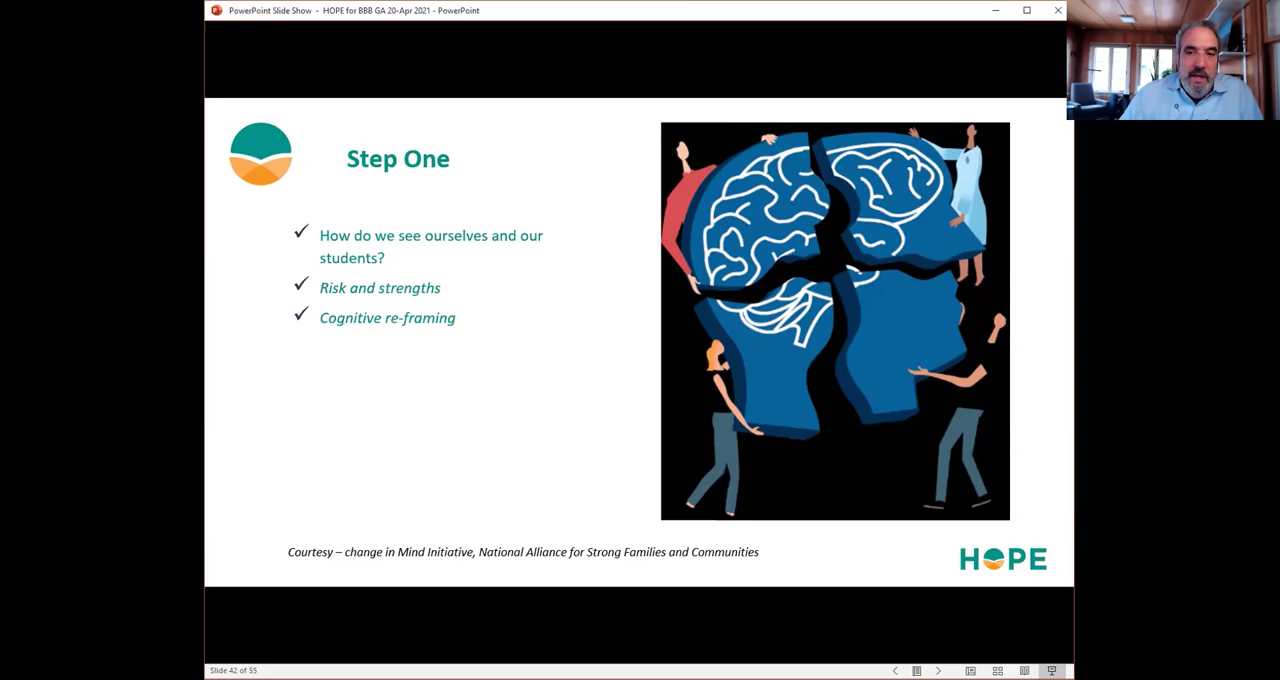 PowerPoint Slide Show - HOPE for BBB GA 20-Apr 2021 - PowerPoint
Step One
✓ How do we see ourselves and our
students?
✓ Risk and strengths
✓ Cognitive re-framing
Courtesy – change in Mind Initiative, National Alliance for Strong Families and Communities
HOPE
Slide 42 of 55